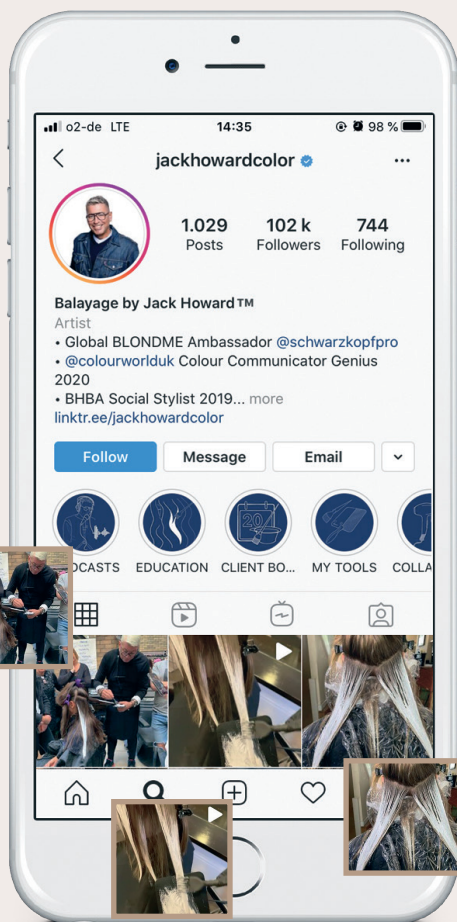 o2-de LTE 14:35 98 %
jackhowardcolor
1.029 102 k 744
Posts Followers Following
Balayage by Jack Howard™
Artist
• Global BLONDME Ambassador @schwarzkopfpro
• @colourworlduk Colour Communicator Genius
2020
• BHBA Social Stylist 2019... more
linktr.ee/jackhowardcolor
Follow Message Email
20
DCASTS EDUCATION CLIENT BO... MY TOOLS COLLA